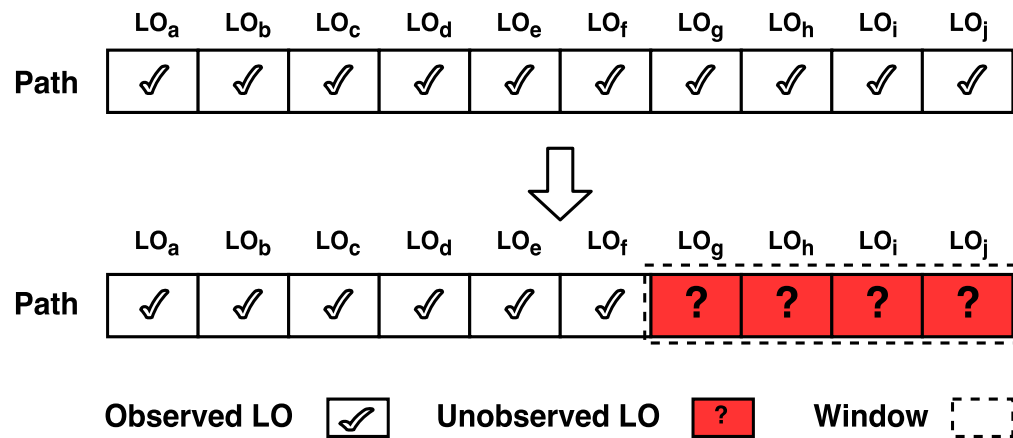 LOa LOb LOc LOd LOe LOf LOg LOh LOi LOj
Path
LOa LOb LOc LOd LOe LOf LOg LOh LOi LOj
Path ? ? ? ?
Observed LO Unobserved LO ? Window